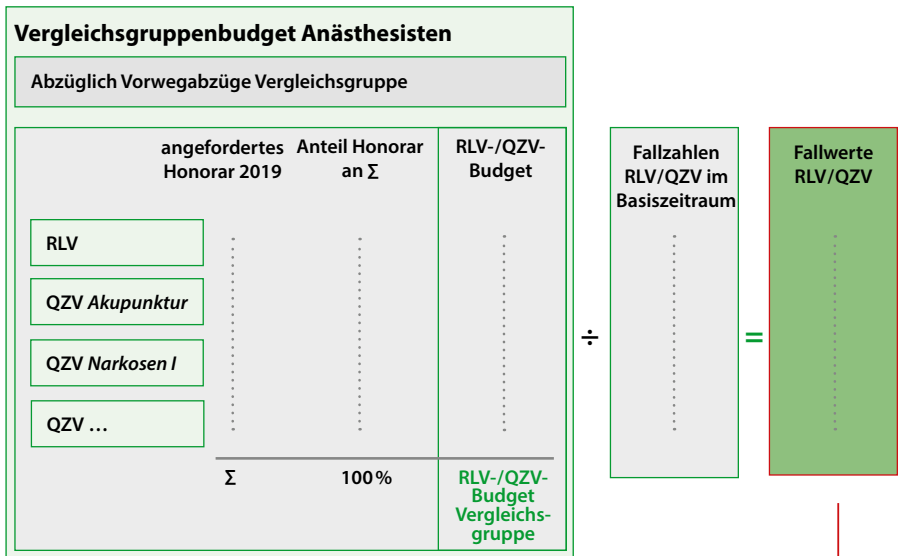 Vergleichsgruppenbudget Anästhesisten
Abzüglich Vorwegabzüge Vergleichsgruppe
angefordertes
Honorar 2019
Anteil Honorar
an Σ
RLV-/QZV-
Budget
Fallzahlen
RLV/QZV im
Basiszeitraum
Fallwerte
RLV/QZV
RLV
QZV Akupunktur
QZV Narkosen I
QZV …
÷
=
Σ
100 %
RLV-/QZV-
Budget
Vergleichs-
gruppe